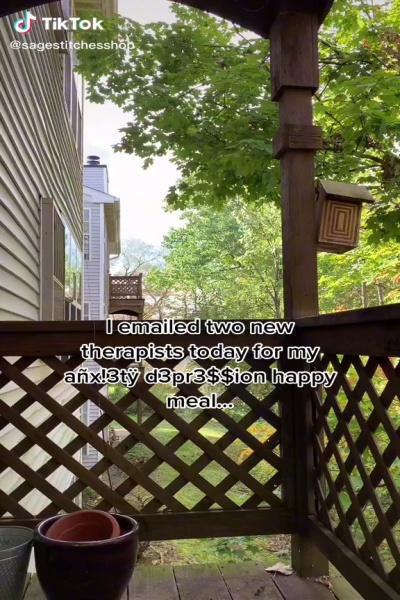 TikTok
@sagestitchesshop
I emailed two new
therapists today for my
añx!3tÿ d3pr3$$ion happy
meal...